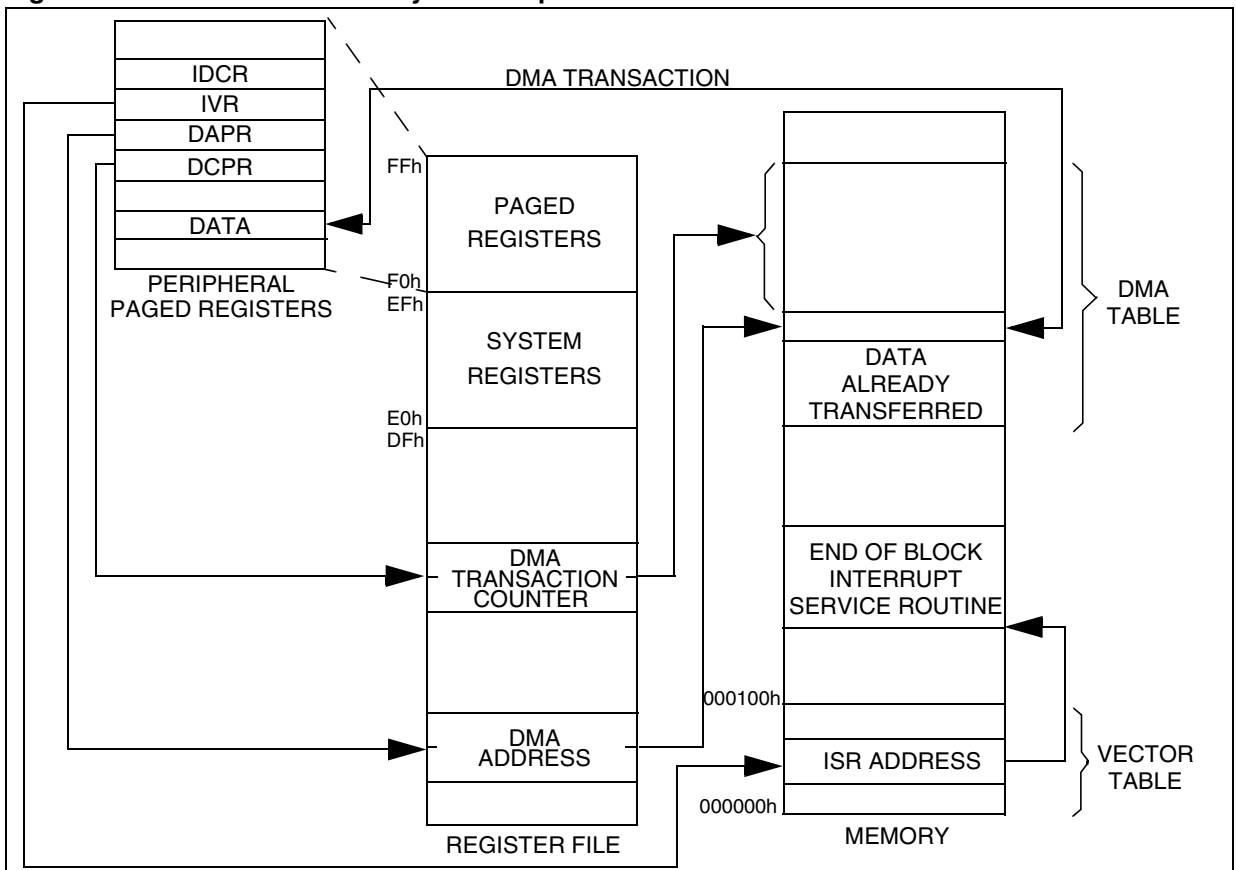 IDCR
IVR
DAPR
DCPR
DATA
PERIPHERAL
PAGED REGISTERS
DMA TRANSACTION
FFh
PAGED
REGISTERS
F0h
EFh
SYSTEM
REGISTERS
E0h
DFh
DMA
TRANSACTION
COUNTER
DMA
ADDRESS
REGISTER FILE
DATA
ALREADY
TRANSFERRED
END OF BLOCK
INTERRUPT
SERVICE ROUTINE
000100h
ISR ADDRESS
000000h
MEMORY
DMA
TABLE
VECTOR
TABLE